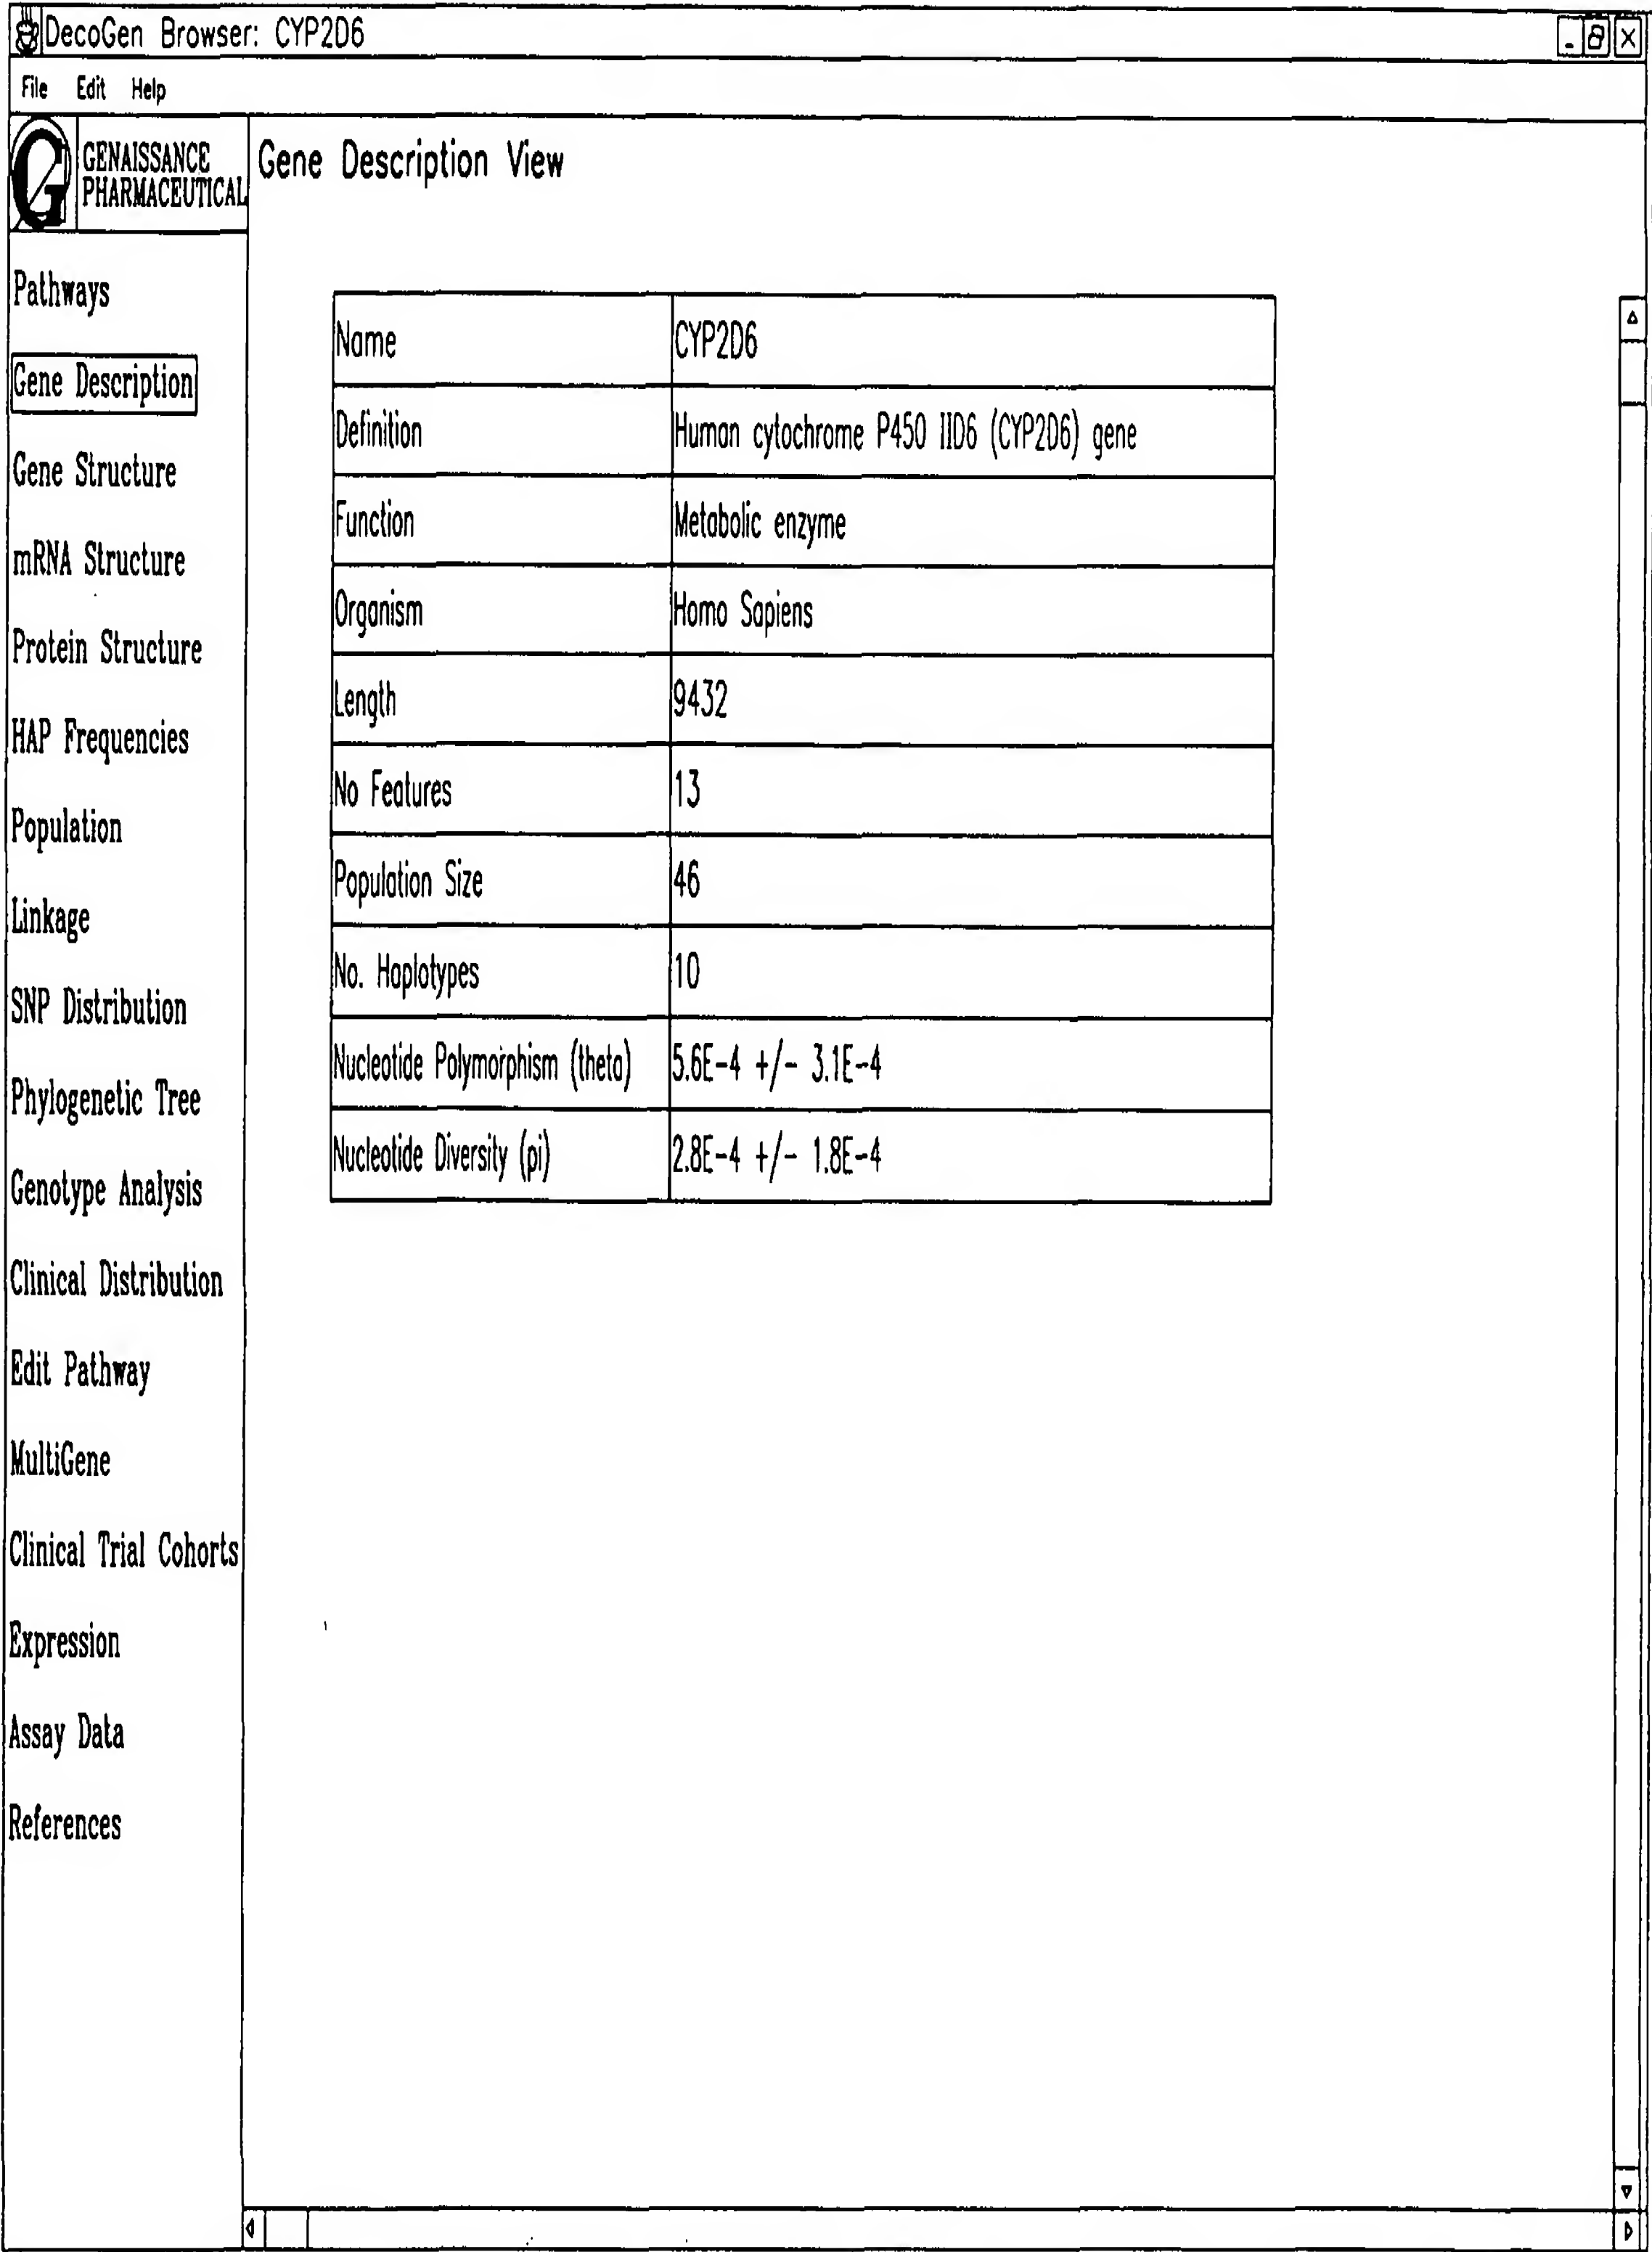 DecoGen Browser: CYP2D6
File Edit Help
GENAISSANCE
PHARMACEUTICAL
Gene Description View
Pathways
Gene Description
Gene Structure
mRNA Structure
Protein Structure
HAP Frequencies
Population
Linkage
SNP Distribution
Phylogenetic Tree
Genotype Analysis
Clinical Distribution
Edit Pathway
MultiGene
Clinical Trial Cohorts
Expression
Assay Data
References
Name CYP2D6
Definition Human cytochrome P450 IID6 (CYP2D6) gene
Function Metabolic enzyme
Organism Homo Sapiens
Length 9432
No Features 13
Population Size 46
No. Haplotypes 10
Nucleotide Polymorphism (theta) 5.6E-4 +/- 3.1E-4
Nucleotide Diversity (pi) 2.8E-4 +/- 1.8E-4